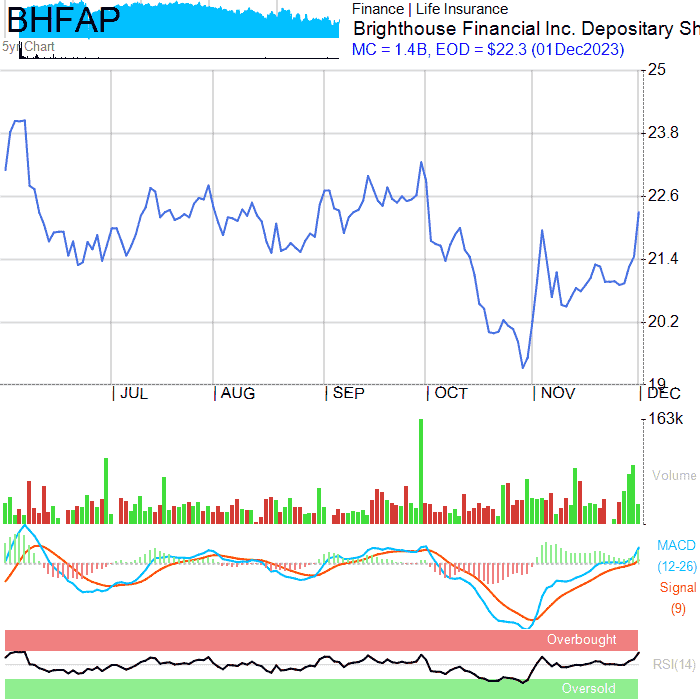 BHFAP
Finance | Life Insurance
Brighthouse Financial Inc. Depositary Sh
5yr Chart
MC = 1.4B, EOD = $22.3 (01Dec2023)
25
23.8
22.6
21.4
20.2
19
JUL
AUG
SEP
OCT
NOV
DEC
163k
Volume
MACD
(12-26)
Signal
(9)
Overbought
RSI(14)
Oversold